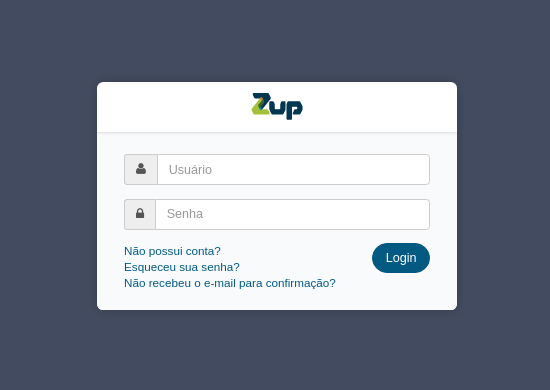 Zup
Usuário
Senha
Não possui conta?
Esqueceu sua senha?
Não recebeu o e-mail para confirmação?
Login